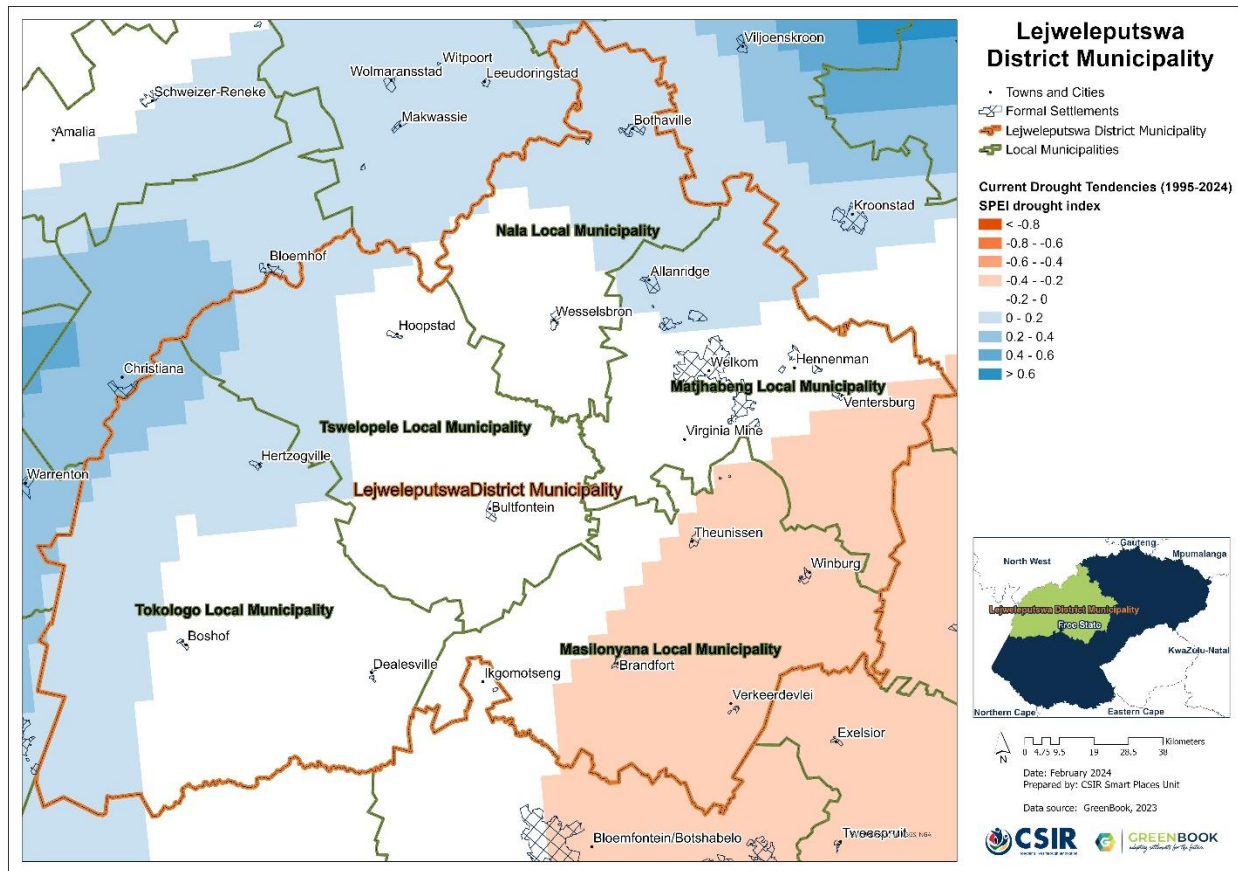 Lejweleputswa
District Municipality
Towns and Cities
Formal Settlements
Lejweleputswa District Municipality
Local Municipalities
Current Drought Tendencies (1995-2024)
SPEI drought index
< -0.8
-0.8 - -0.6
-0.6 - -0.4
-0.4 - -0.2
-0.2 - 0
0 - 0.2
0.2 - 0.4
0.4 - 0.6
> 0.6
Viljoenskroon
Witpoort
Wolmaransstad
Leeudoringstad
Schweizer-Reneke
Makwassie
Amalia
Bothaville
Kroonstad
Nala Local Municipality
Bloemhof
Allanridge
Wesselsbron
Hoopstad
Christiana
Welkom
Hennenman
Matjhabeng Local Municipality
Ventersburg
Tswelopele Local Municipality
Virginia Mine
Hertzogville
Warrenton
LejweleputswaDistrict Municipality
Bultfontein
Theunissen
Winburg
Tokologo Local Municipality
Boshof
Masilonyana Local Municipality
Brandfort
Dealesville
Ikgomotseng
Verkeerdevlei
Exelsior
Bloemfontein/Botshabelo
Tweespruit
Gauteng
North West
Mpumalanga
Lejweleputswa District Municipality
Free State
KwaZulu-Natal
Northern Cape
Eastern Cape
Kilometers
0 4.75 9.5 19 28.5 38
N
Date: February 2024
Prepared by: CSIR Smart Places Unit
Data source: GreenBook, 2023
CSIR
GREENBOOK
adapting settlements for the future